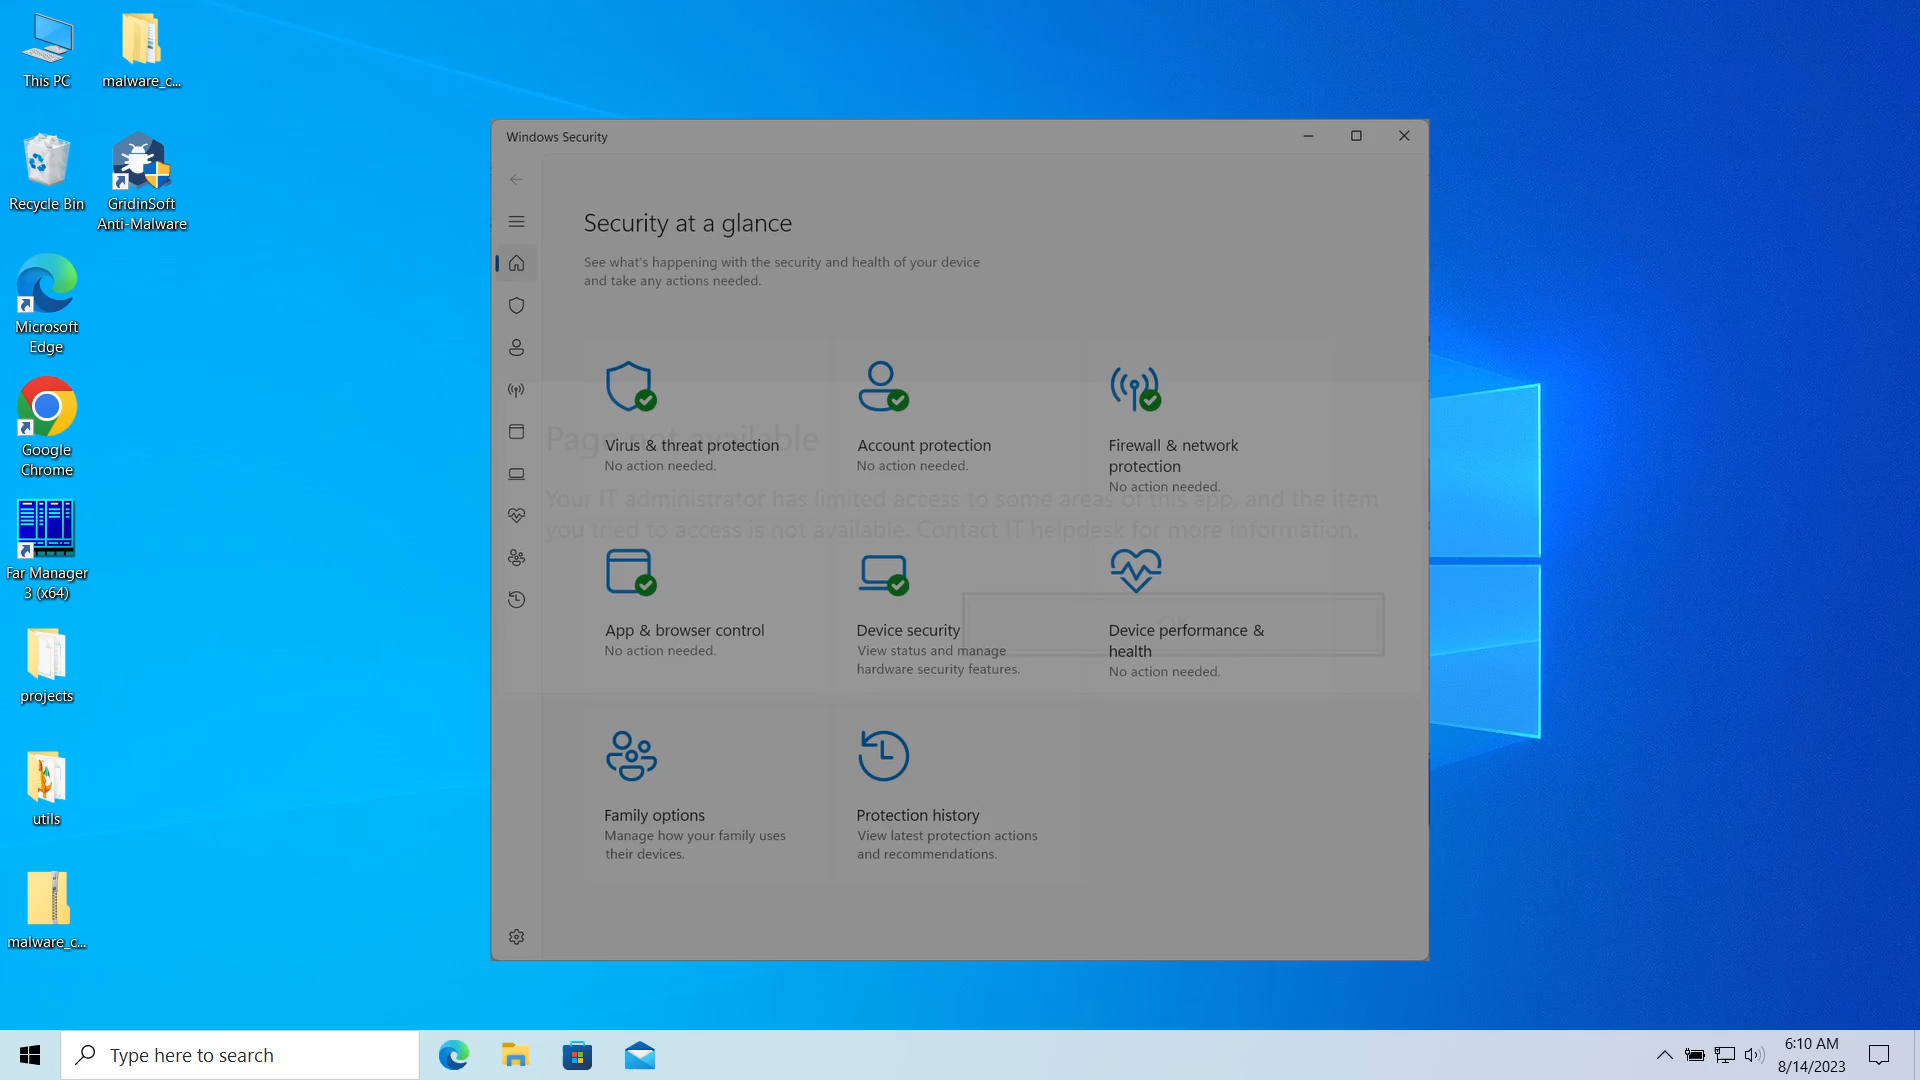 This PC
malware_c...
Recycle Bin
GridinSoft
Anti-Malware
Microsoft
Edge
Google
Chrome
Far Manager
3 (x64)
projects
utils
malware_c...
Windows Security
Security at a glance
See what's happening with the security and health of your device
and take any actions needed.
Page not available
Your IT administrator has limited access to some areas of this app, and the item
you tried to access is not available. Contact IT helpdesk for more information.
Virus & threat protection
No action needed.
Account protection
No action needed.
Firewall & network
protection
No action needed.
App & browser control
No action needed.
Device security
View status and manage
hardware security features.
Device performance &
health
No action needed.
Family options
Manage how your family uses
their devices.
Protection history
View latest protection actions
and recommendations.
Type here to search
6:10 AM
8/14/2023